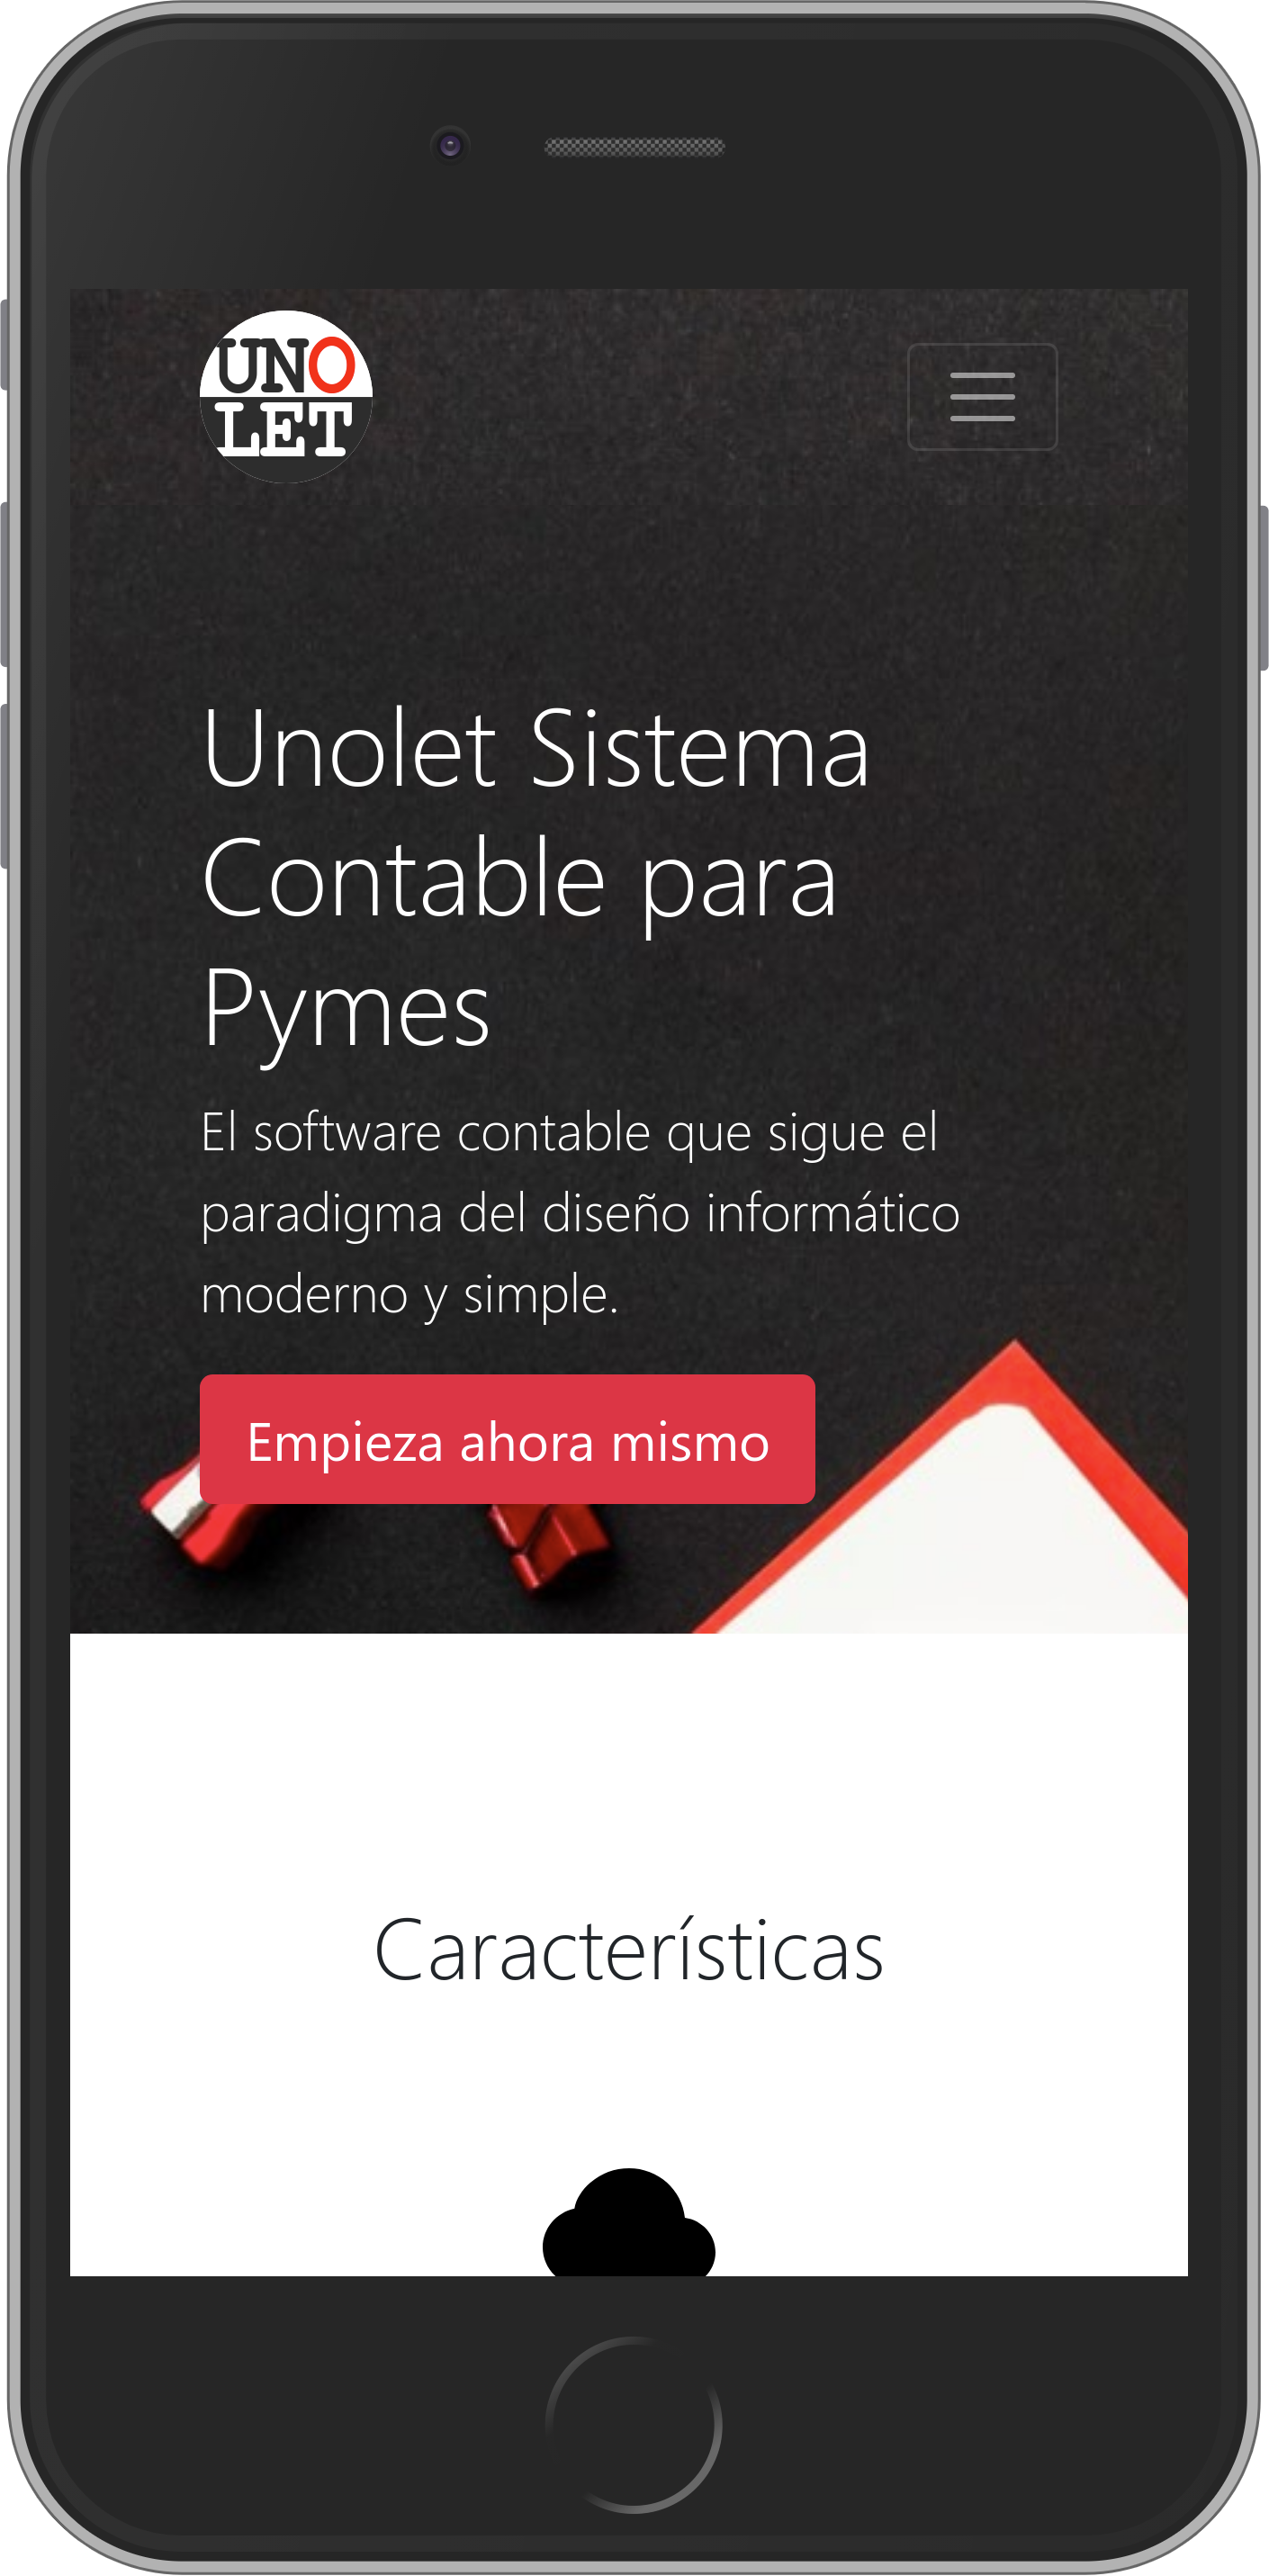 UNO
LET
Unolet Sistema
Contable para
Pymes
El software contable que sigue el
paradigma del diseño informático
moderno y simple.
Empieza ahora mismo
Características